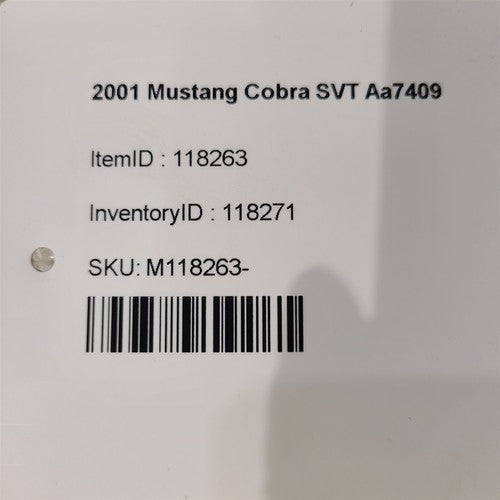 2001 Mustang Cobra SVT Aa7409
ItemID : 118263
InventoryID : 118271
SKU: M118263-